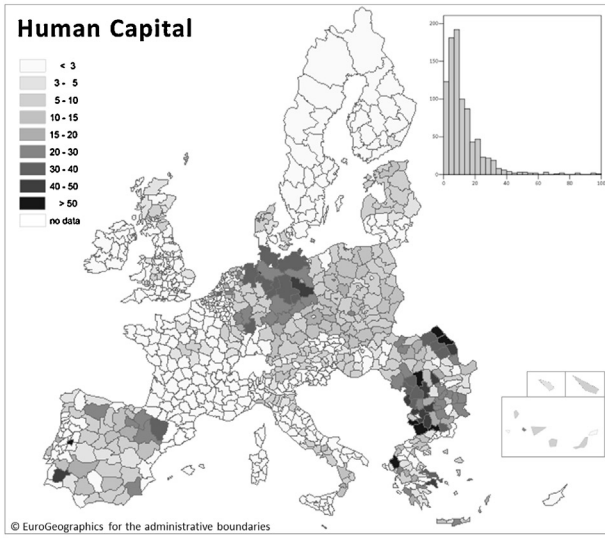 Human Capital
< 3
3 - 5
5 - 10
10 - 15
15 - 20
20 - 30
30 - 40
40 - 50
> 50
no data
200
150
100
50
0
0 20 40 60 80 100
© EuroGeographics for the administrative boundaries